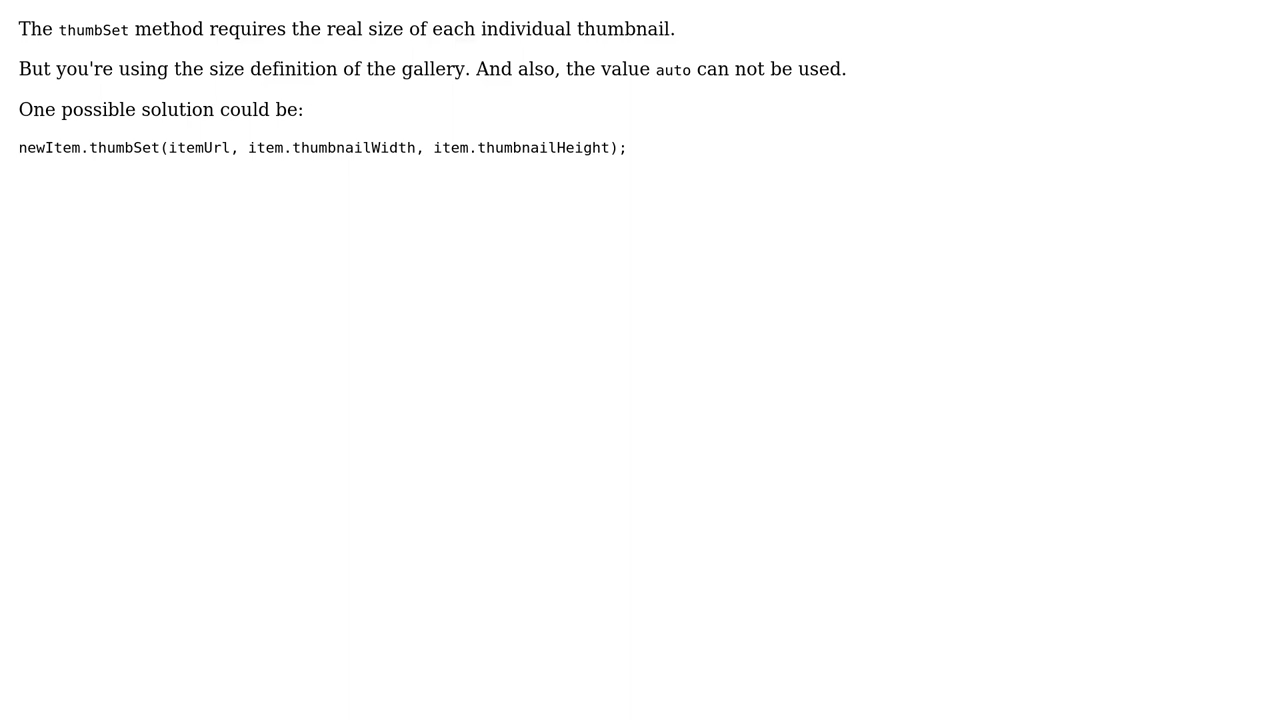 The thumbSet method requires the real size of each individual thumbnail.
But you're using the size definition of the gallery. And also, the value auto can not be used.
One possible solution could be:
newItem.thumbSet(itemUrl, item.thumbnailWidth, item.thumbnailHeight);